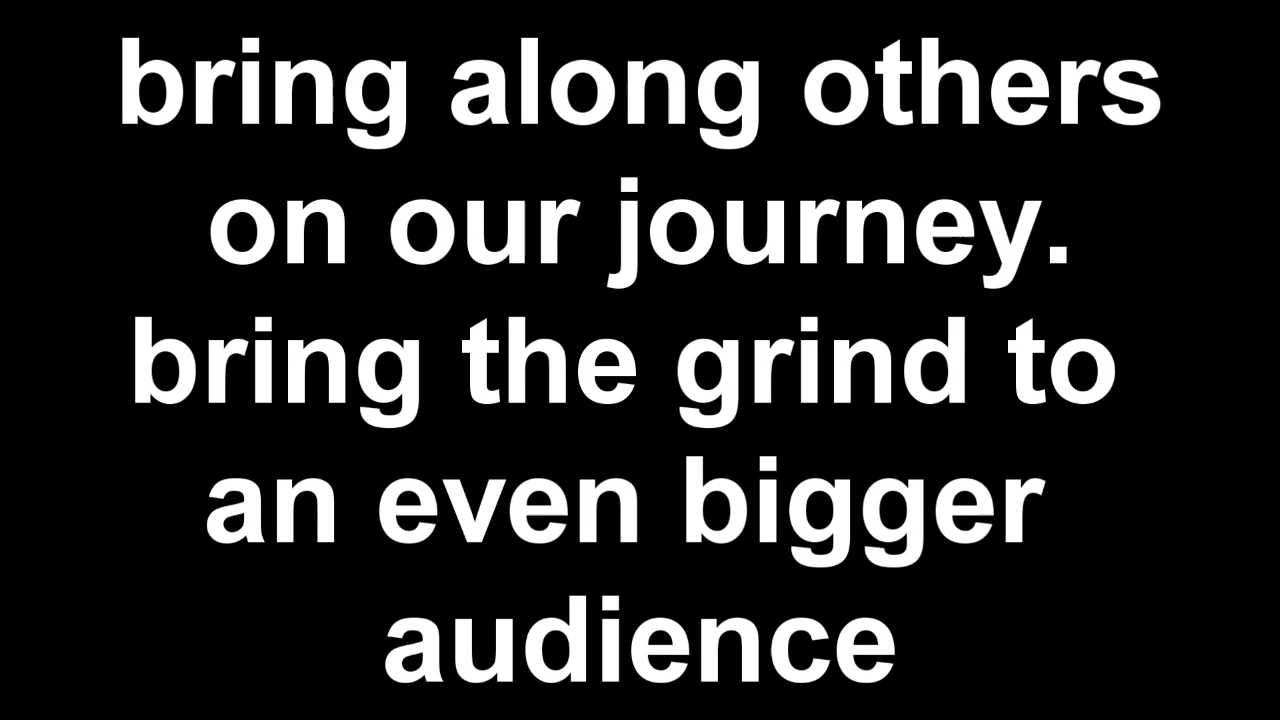 bring along others
on our journey.
bring the grind to
an even bigger
audience